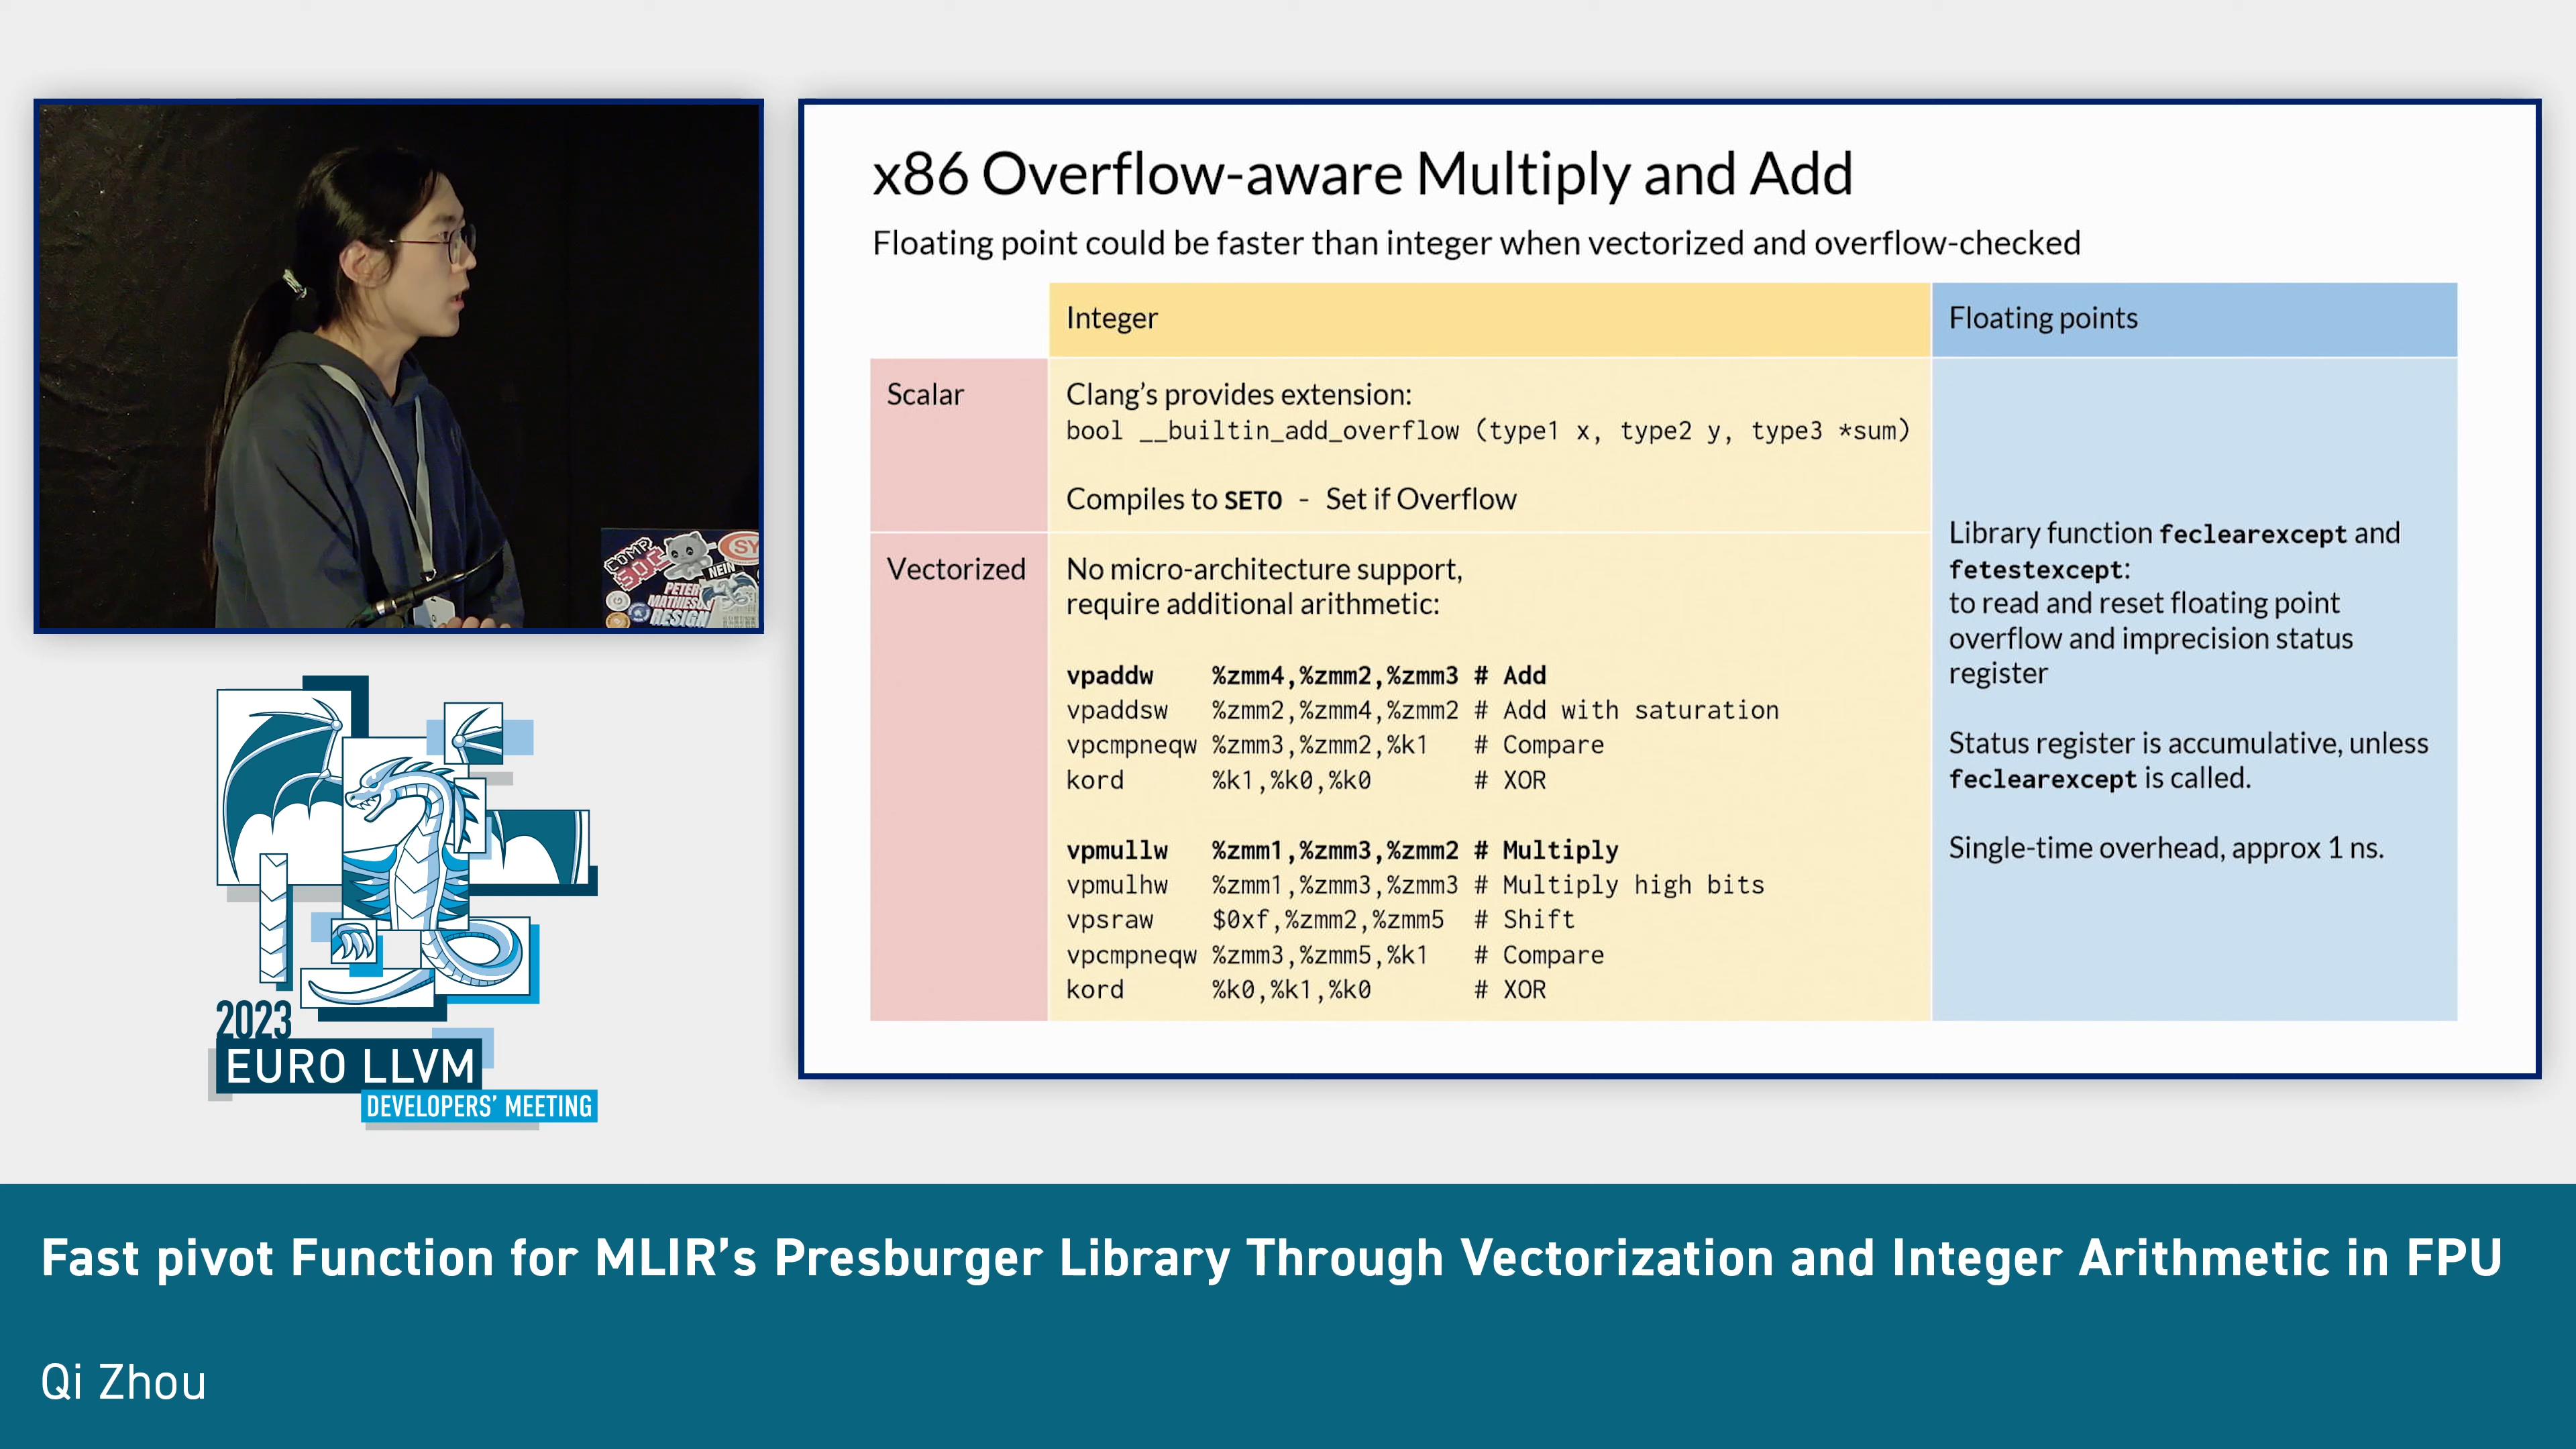 x86 Overflow-aware Multiply and Add
Floating point could be faster than integer when vectorized and overflow-checked
Integer
Floating points
Scalar
Clang's provides extension:
bool __builtin_add_overflow (type1 x, type2 y, type3 *sum)
Compiles to SETO - Set if Overflow
Vectorized
No micro-architecture support,
require additional arithmetic:
vpaddw %zmm4,%zmm2,%zmm3 # Add
vpaddsw %zmm2,%zmm4,%zmm2 # Add with saturation
vpcmpneqw %zmm3,%zmm2,%k1 # Compare
kord %k1,%k0,%k0 # XOR
vpmullw %zmm1,%zmm3,%zmm2 # Multiply
vpmulhw %zmm1,%zmm3,%zmm3 # Multiply high bits
vpsraw $0xf,%zmm2,%zmm5 # Shift
vpcmpneqw %zmm3,%zmm5,%k1 # Compare
kord %k0,%k1,%k0 # XOR
Library function feclearexcept and
fetestexcept:
to read and reset floating point
overflow and imprecision status
register
Status register is accumulative, unless
feclearexcept is called.
Single-time overhead, approx 1 ns.
COMP
SOC
SY
NEIN
PETER
MATHIESON
DESIGN
2023
EURO LLVM
DEVELOPERS' MEETING
Fast pivot Function for MLIR's Presburger Library Through Vectorization and Integer Arithmetic in FPU
Qi Zhou